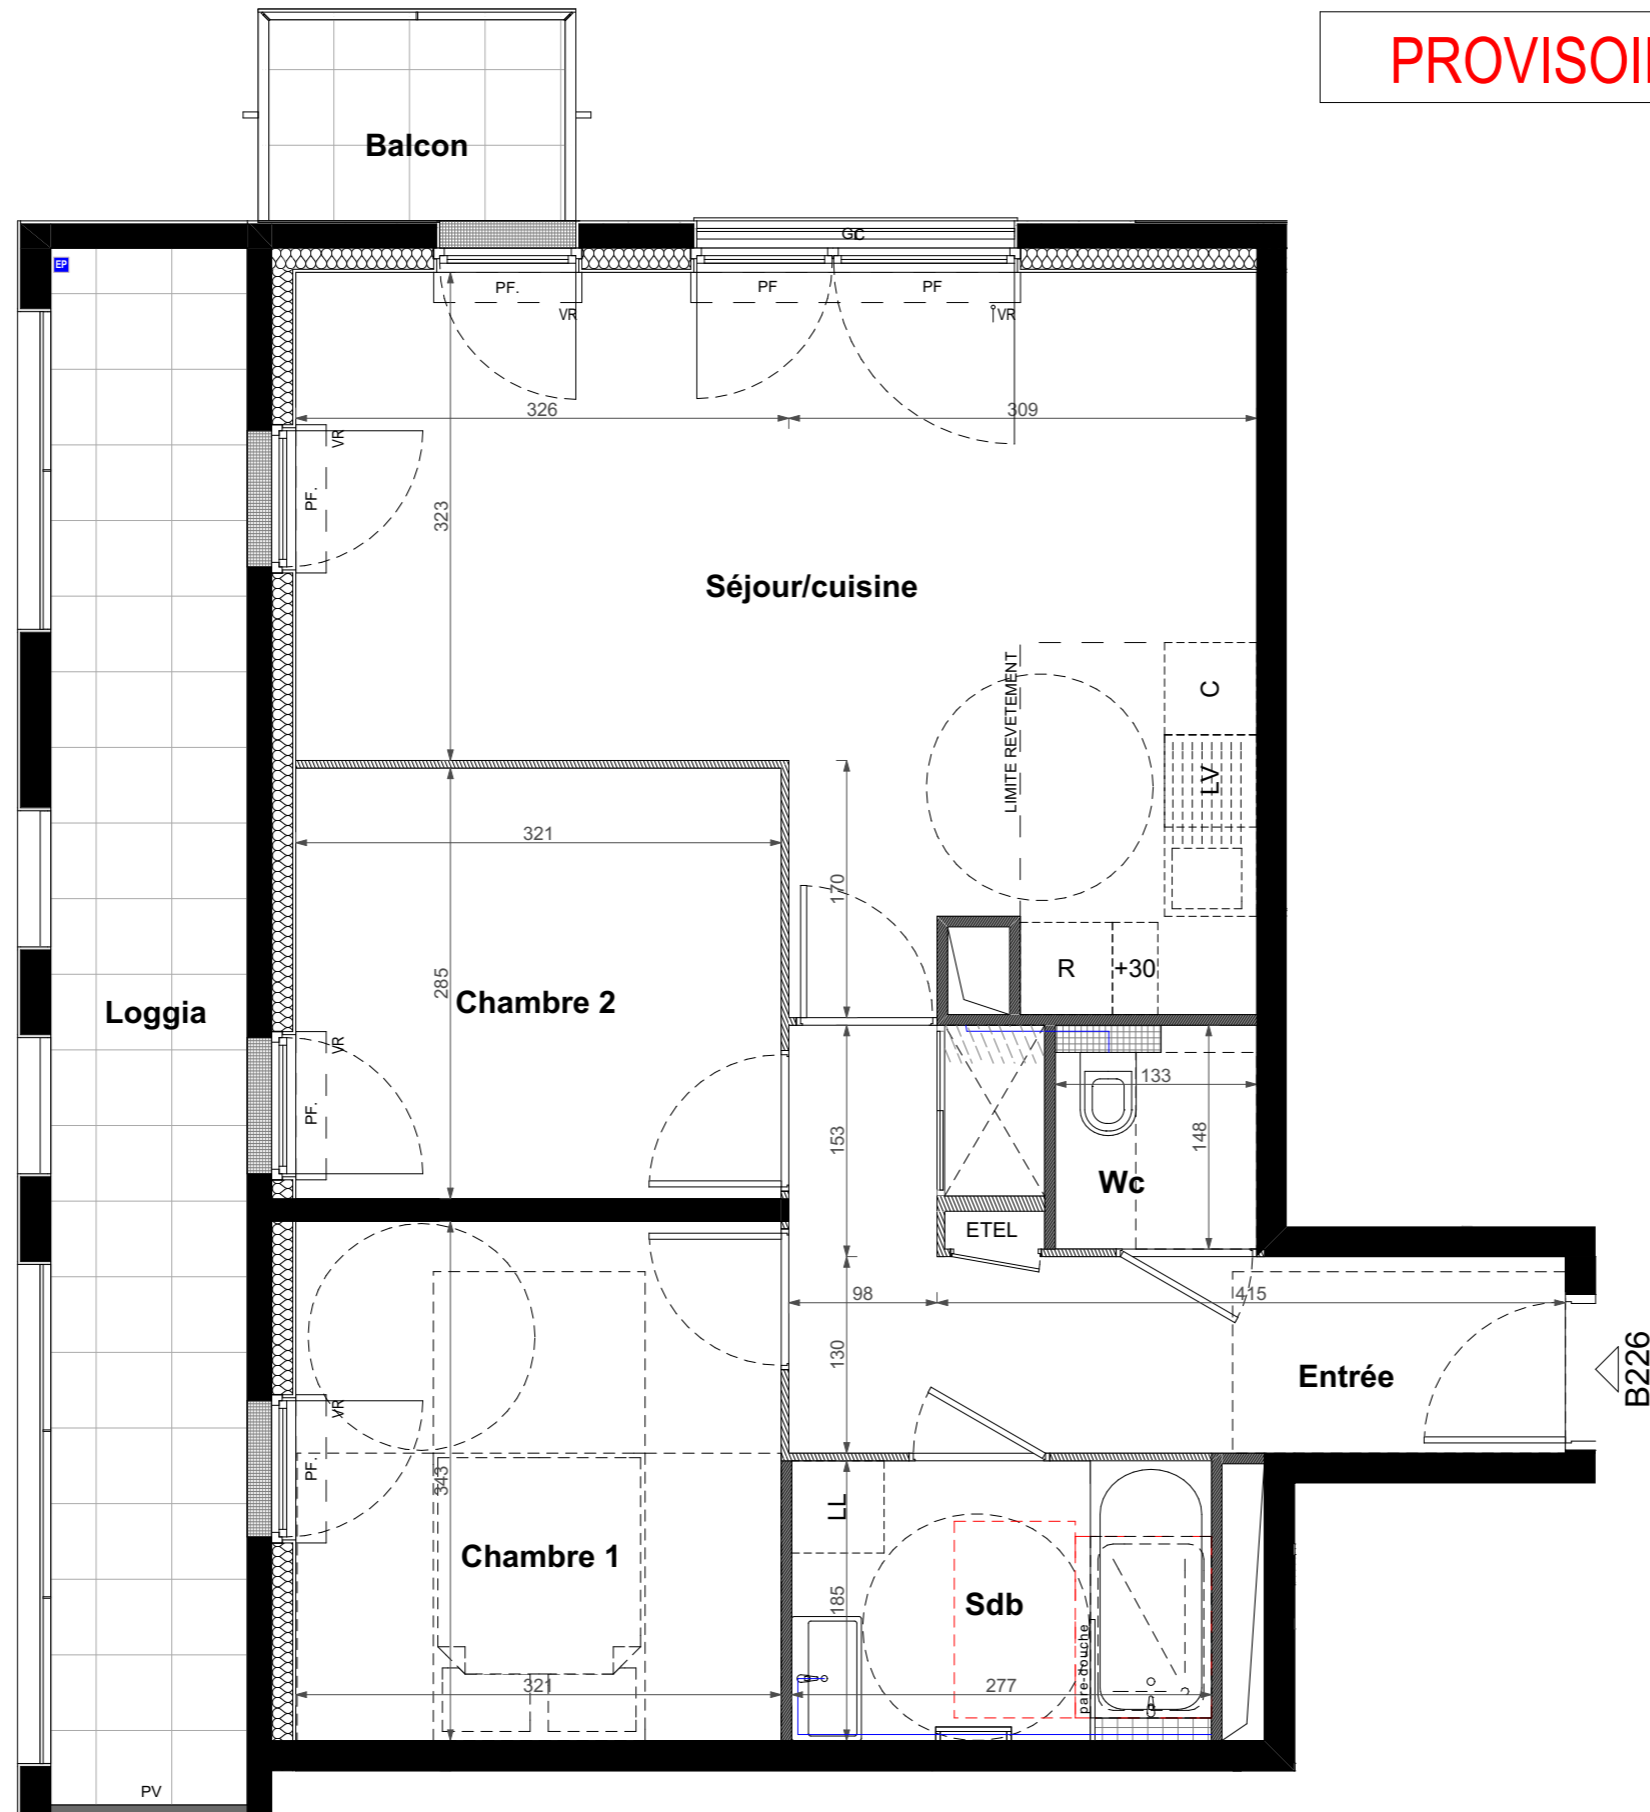 PROVISOI
Balcon
EP
GC
PF.
PF
PF
VR
VR
326
309
VR
PF.
323
Séjour/cuisine
LIMITE REVETEMENT
C
LV
321
170
285
Chambre 2
R
+30
Loggia
VR
PF.
133
153
148
Wc
ETEL
98
415
130
Entrée
B226
VR
PF.
343
LL
Chambre 1
185
Sdb
pare-douche
321
277
PV